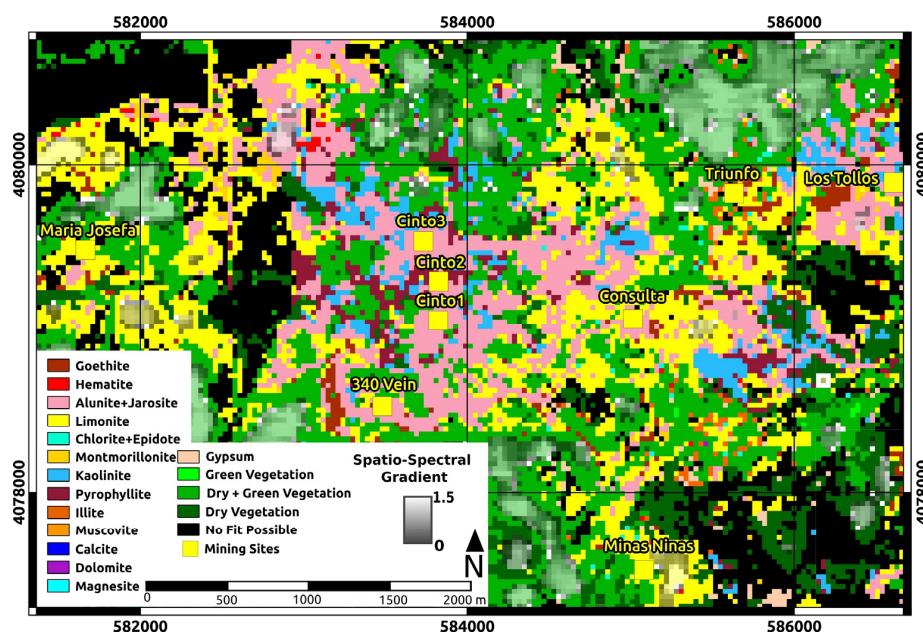 582000 584000 586000
4080000 4080000
Triunfo
Los Tollos
Cinto3
Maria Josefa
Cinto2
Cinto1
Consulta
340 Vein
Goethite
Hematite
Alunite+Jarosite
Limonite
Chlorite+Epidote
Montmorillonite
Kaolinite
Pyrophyllite
Illite
Muscovite
Calcite
Dolomite
Magnesite
Gypsum
Green Vegetation
Dry + Green Vegetation
Dry Vegetation
No Fit Possible
Mining Sites
Spatio-Spectral
Gradient
1.5
0
N
4078000 4078000
Minas Ninas
0 500 1000 1500 2000 m
582000 584000 586000